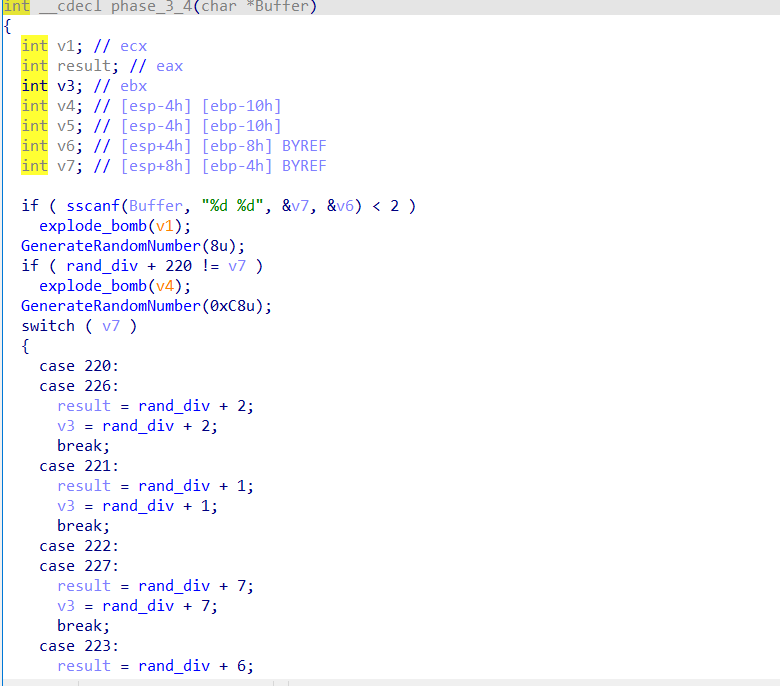 int __cdecl phase_3_4(char *Buffer)
{
int v1; // ecx
int result; // eax
int v3; // ebx
int v4; // [esp-4h] [ebp-10h]
int v5; // [esp-4h] [ebp-10h]
int v6; // [esp+4h] [ebp-8h] BYREF
int v7; // [esp+8h] [ebp-4h] BYREF
if ( sscanf(Buffer, "%d %d", &v7, &v6) < 2 )
explode_bomb(v1);
GenerateRandomNumber(8u);
if ( rand_div + 220 != v7 )
explode_bomb(v4);
GenerateRandomNumber(0xC8u);
switch ( v7 )
{
case 220:
case 226:
result = rand_div + 2;
v3 = rand_div + 2;
break;
case 221:
result = rand_div + 1;
v3 = rand_div + 1;
break;
case 222:
case 227:
result = rand_div + 7;
v3 = rand_div + 7;
break;
case 223:
result = rand_div + 6;